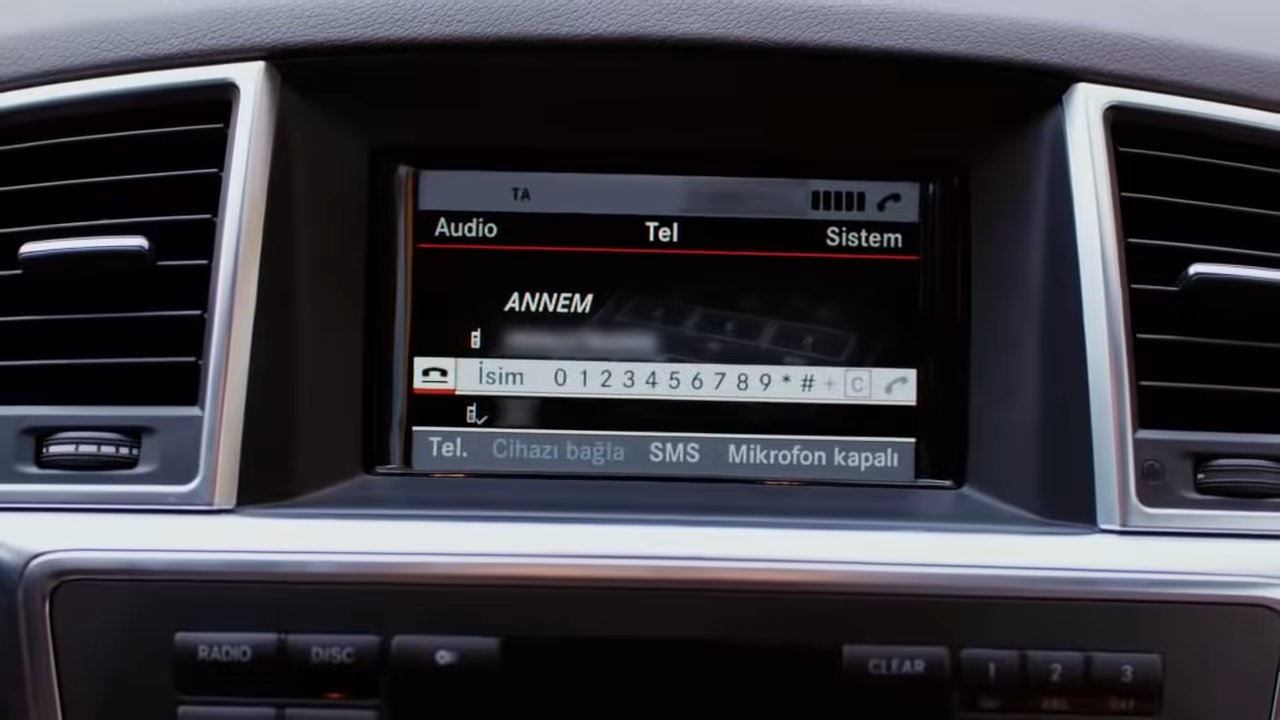 TA
Audio Tel Sistem
ANNEM
İsim 0 1 2 3 4 5 6 7 8 9 * # + C
Tel. Cihazı bağla SMS Mikrofon kapalı
RADIO DISC CLEAR 1 2 3